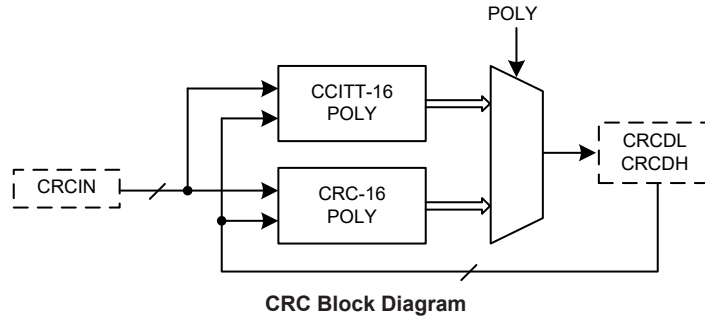 POLY
CCITT-16
POLY
CRCDL
CRCDH
CRCIN
CRC-16
POLY
CRC Block Diagram